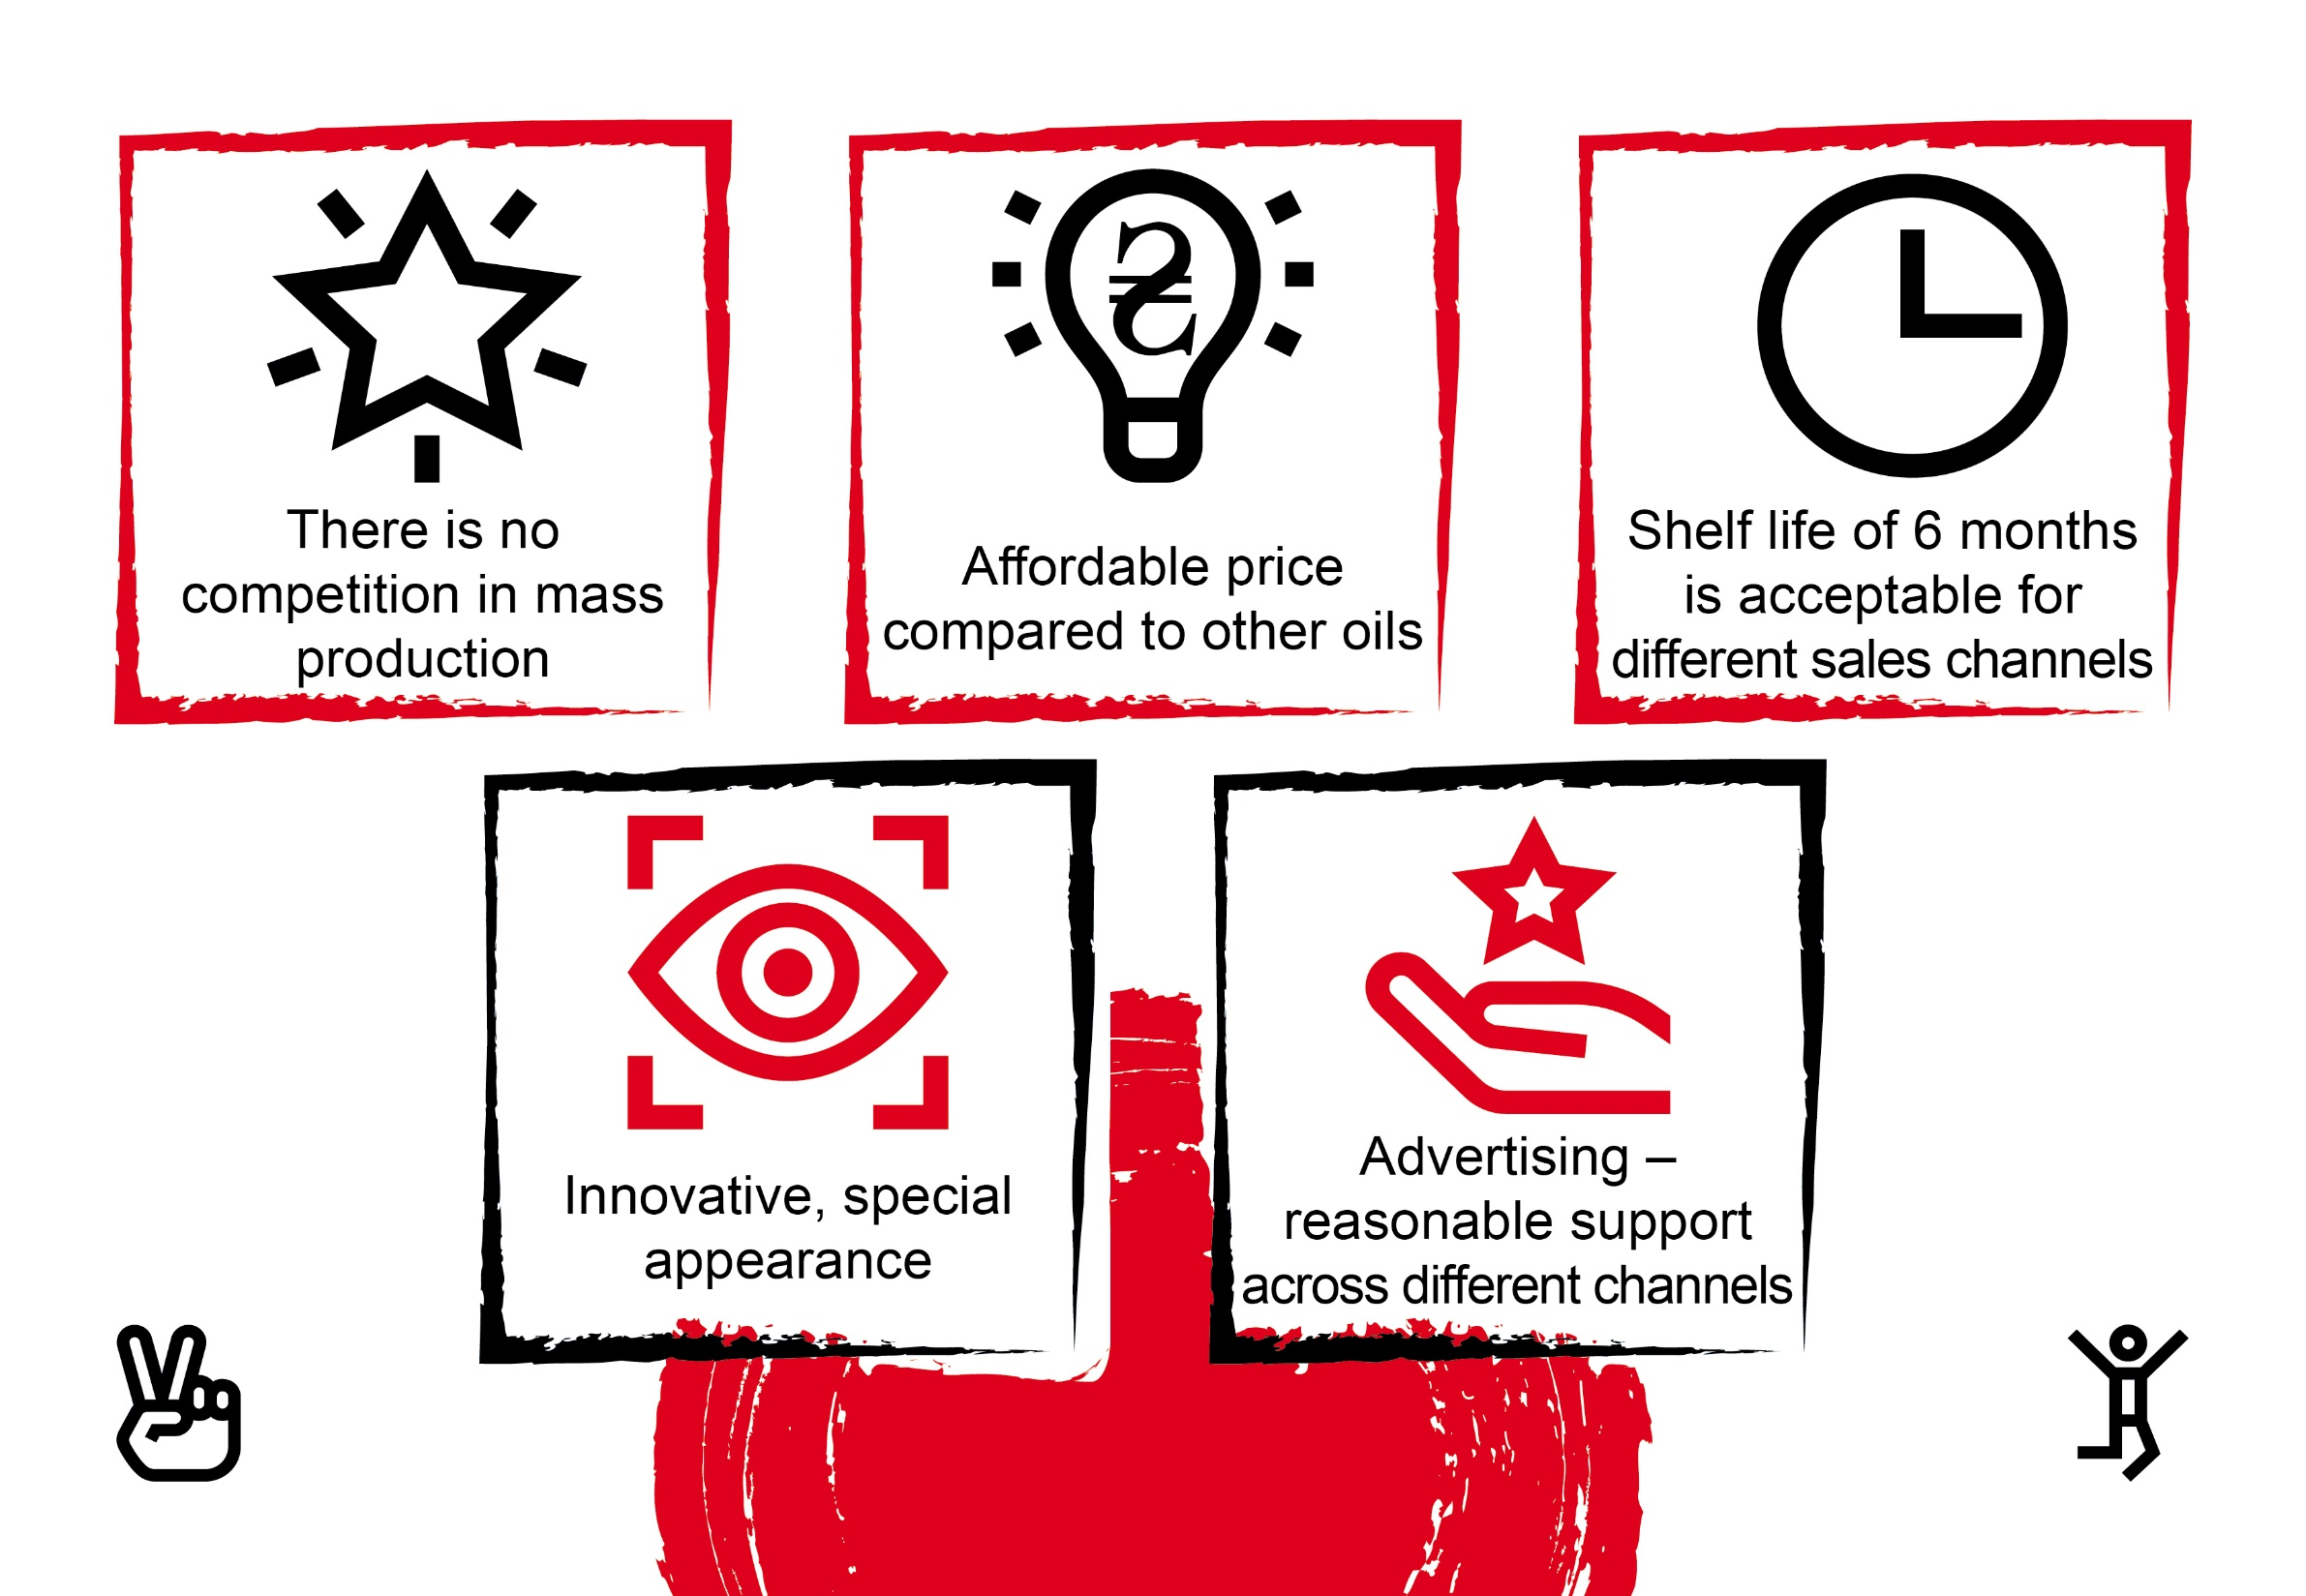 There is no
competition in mass
production
₴
Affordable price
compared to other oils
Shelf life of 6 months
is acceptable for
different sales channels
Innovative, special
appearance
Advertising –
reasonable support
across different channels